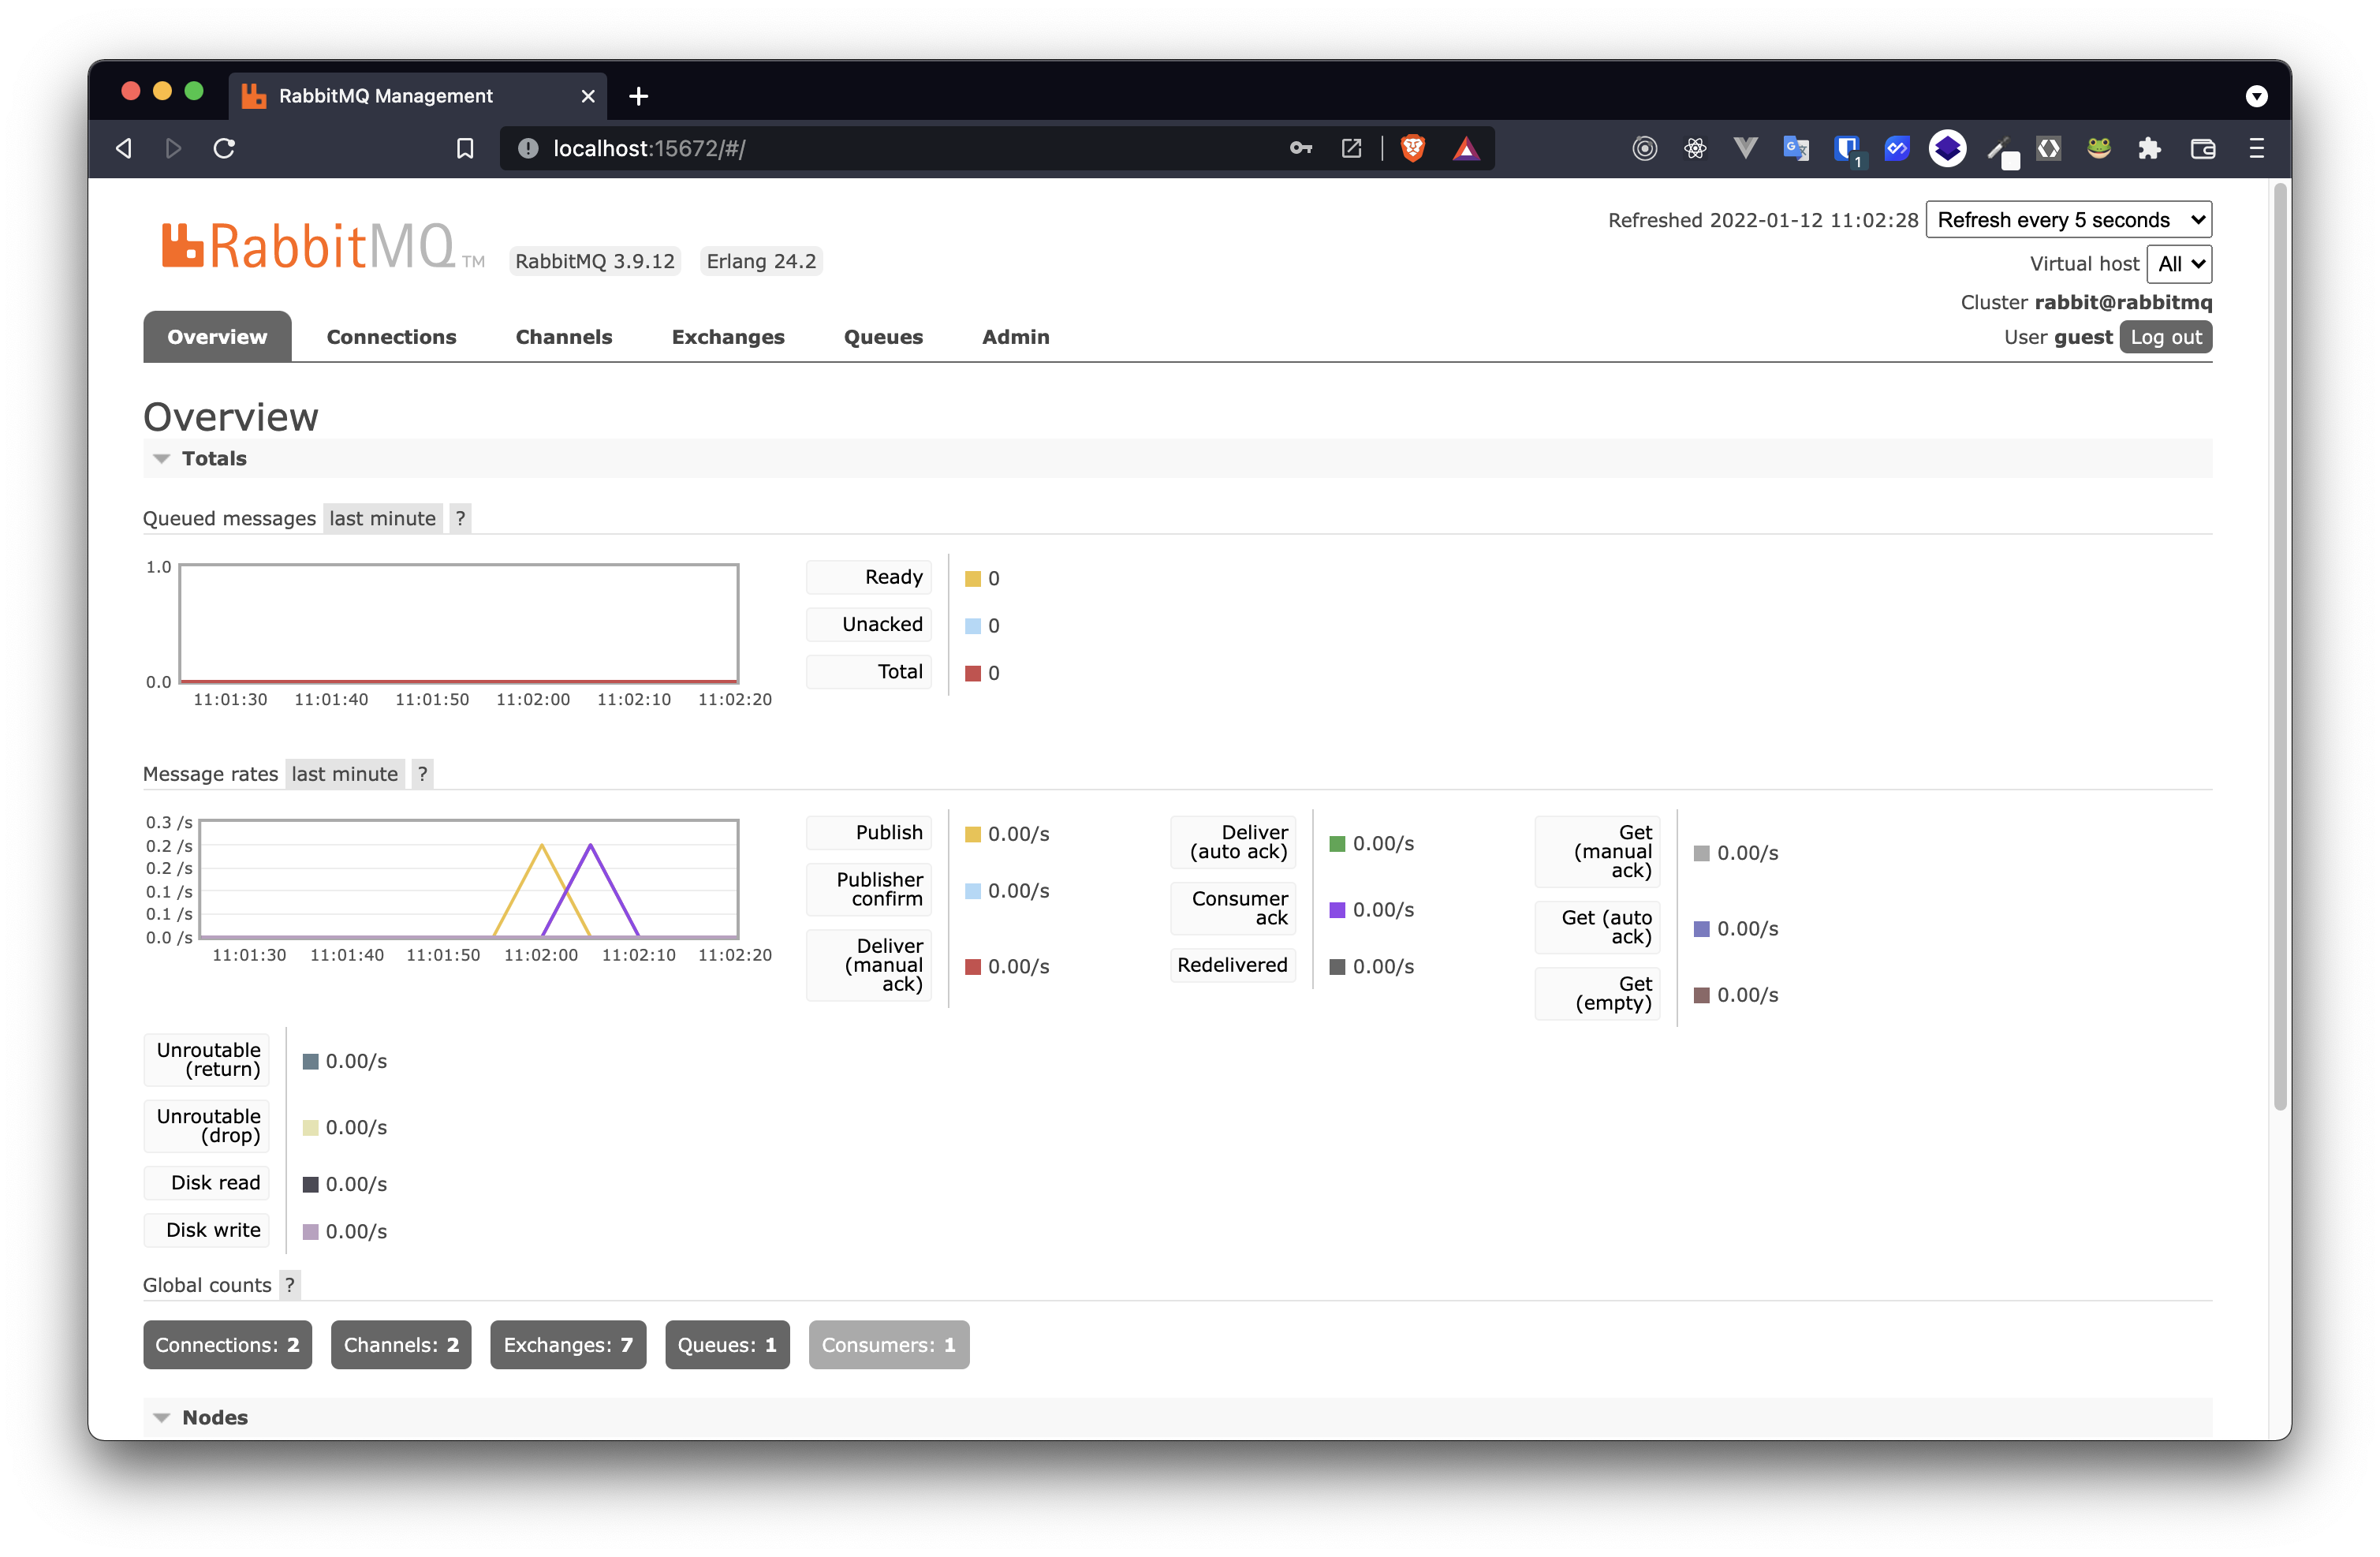 RabbitMQ Management
localhost:15672/#/
1
RabbitMQ TM
RabbitMQ 3.9.12
Erlang 24.2
Refreshed 2022-01-12 11:02:28
Refresh every 5 seconds
Virtual host
All
Cluster rabbit@rabbitmq
User guest
Log out
Overview
Connections
Channels
Exchanges
Queues
Admin
Overview
Totals
Queued messages last minute ?
1.0
0.0
11:01:30 11:01:40 11:01:50 11:02:00 11:02:10 11:02:20
Ready 0
Unacked 0
Total 0
Message rates last minute ?
0.3 /s
0.2 /s
0.2 /s
0.1 /s
0.1 /s
0.0 /s
11:01:30 11:01:40 11:01:50 11:02:00 11:02:10 11:02:20
Publish 0.00/s
Publisher
confirm 0.00/s
Deliver
(manual
ack) 0.00/s
Deliver
(auto ack) 0.00/s
Consumer
ack 0.00/s
Redelivered 0.00/s
Get
(manual
ack) 0.00/s
Get (auto
ack) 0.00/s
Get
(empty) 0.00/s
Unroutable
(return) 0.00/s
Unroutable
(drop) 0.00/s
Disk read 0.00/s
Disk write 0.00/s
Global counts ?
Connections: 2
Channels: 2
Exchanges: 7
Queues: 1
Consumers: 1
Nodes